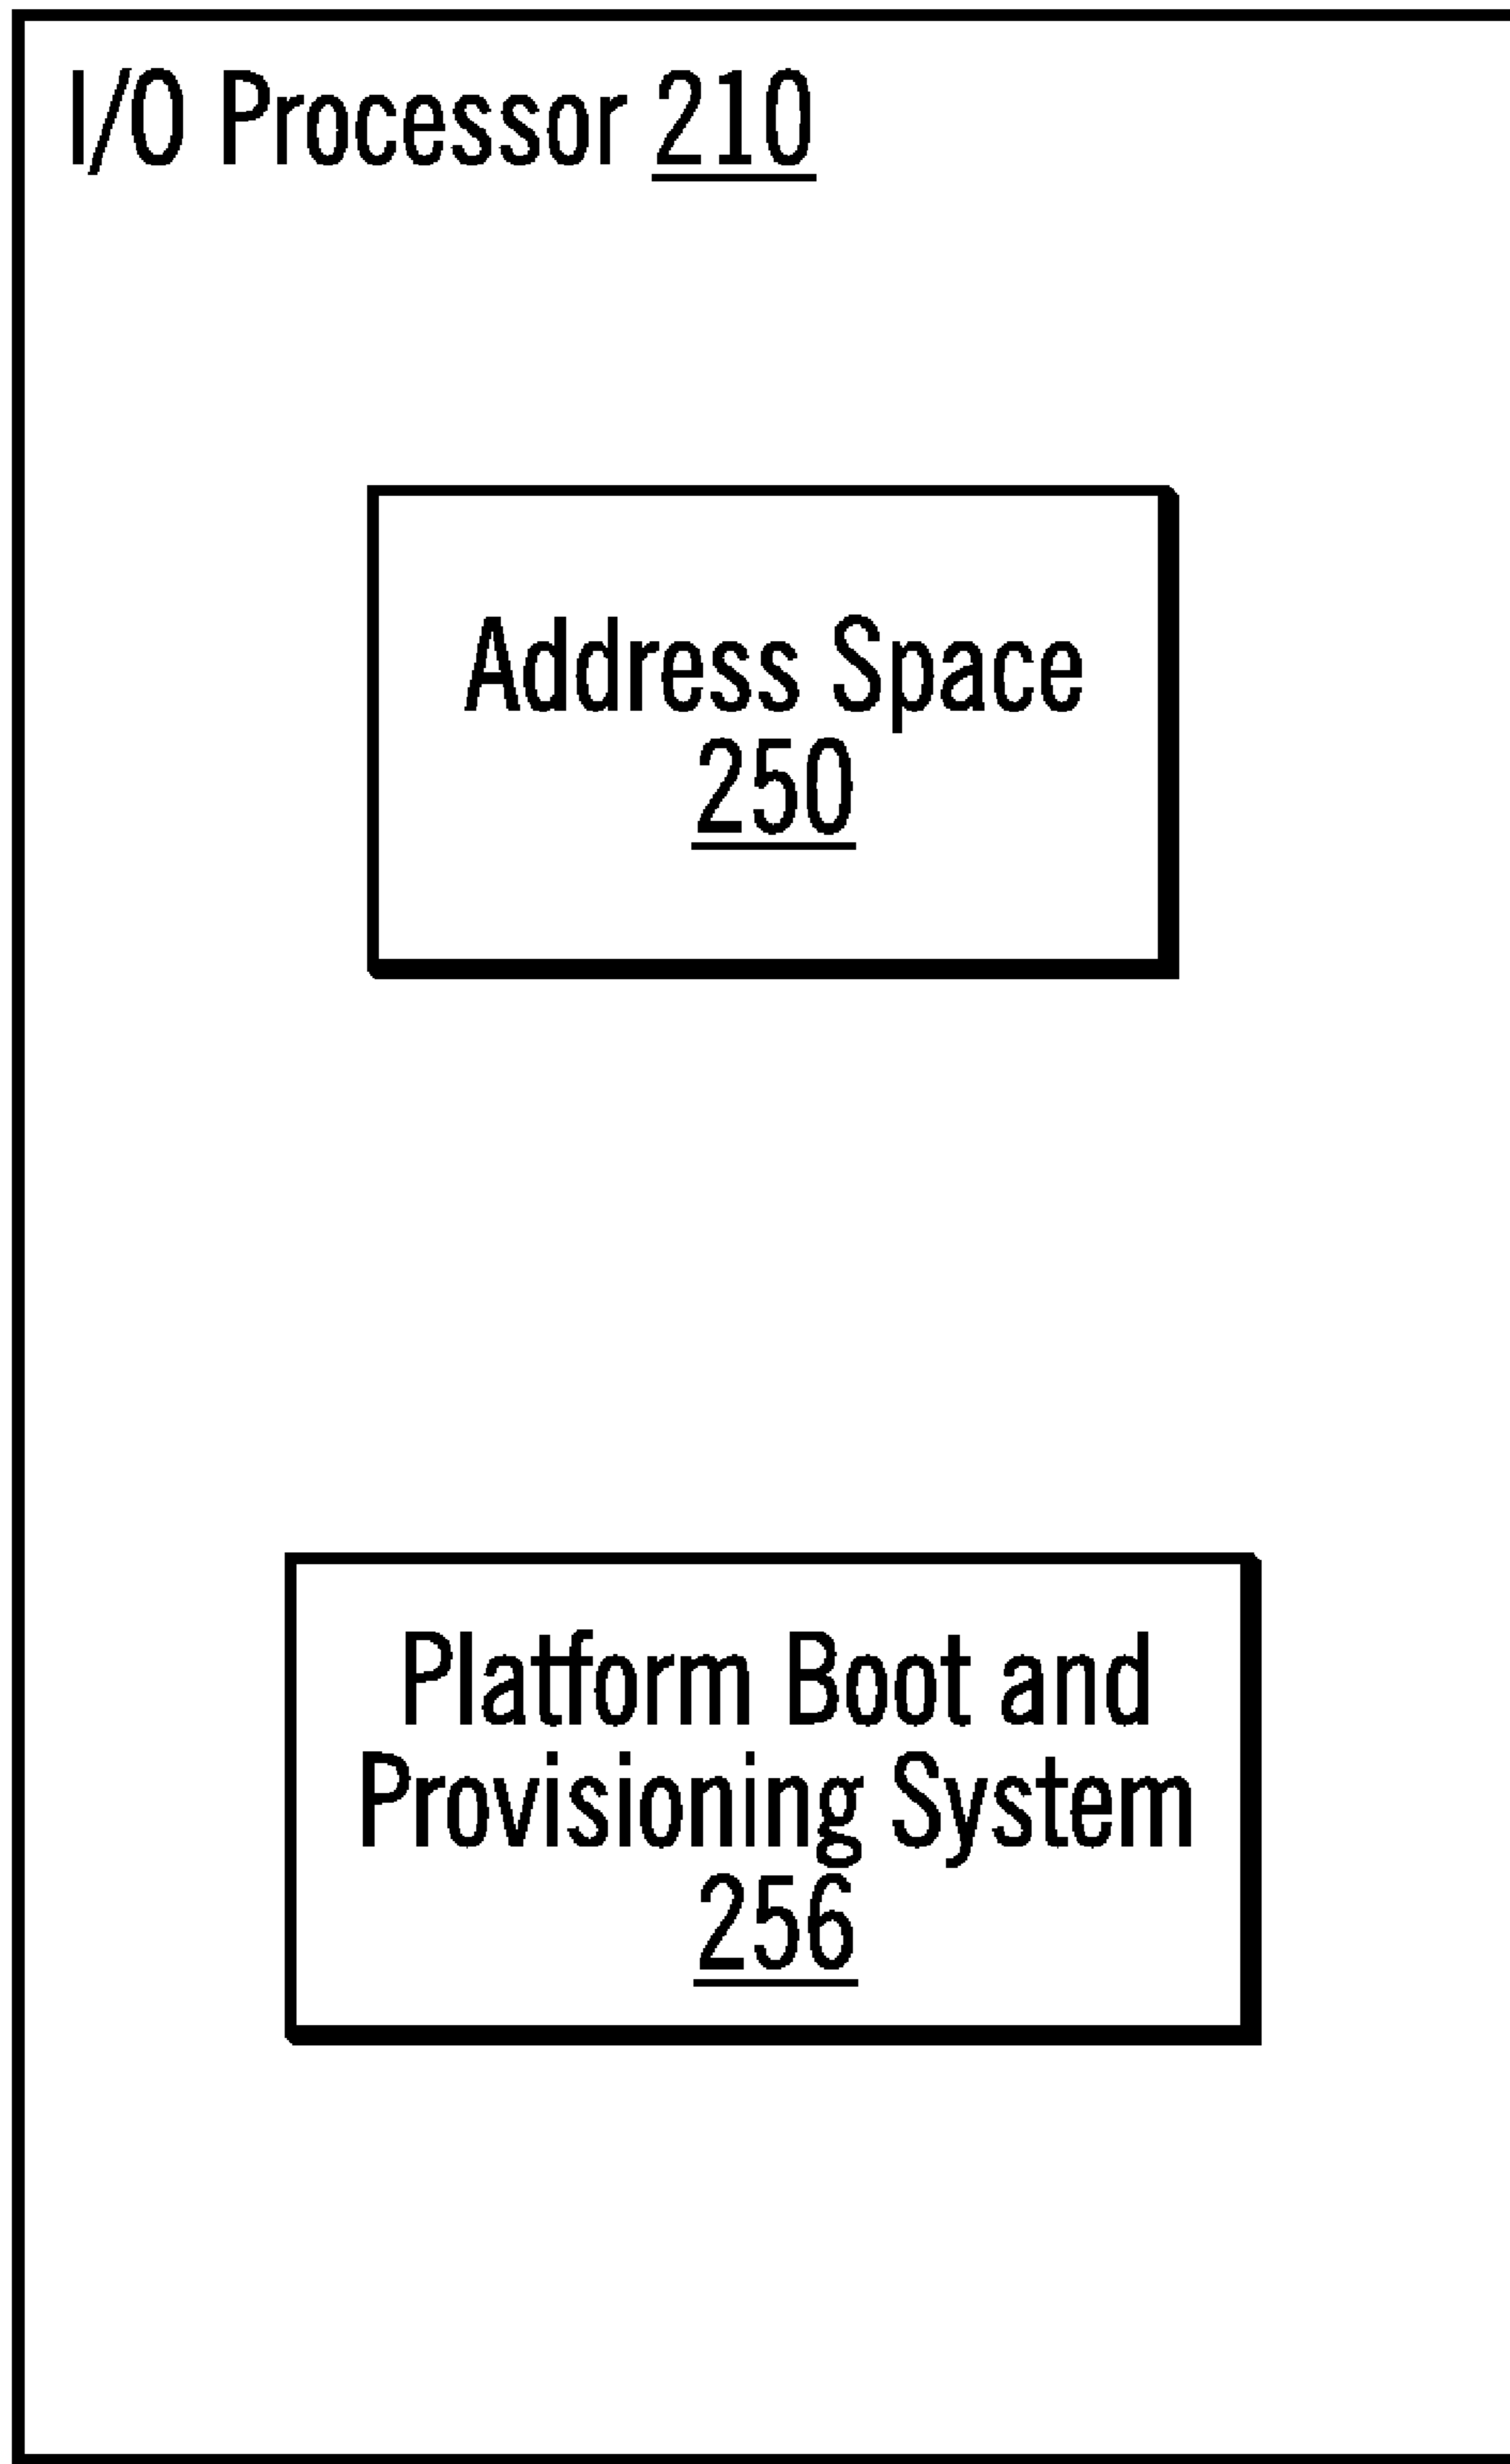 I/O Processor 210
Address Space
250
Platform Boot and
Provisioning System
256